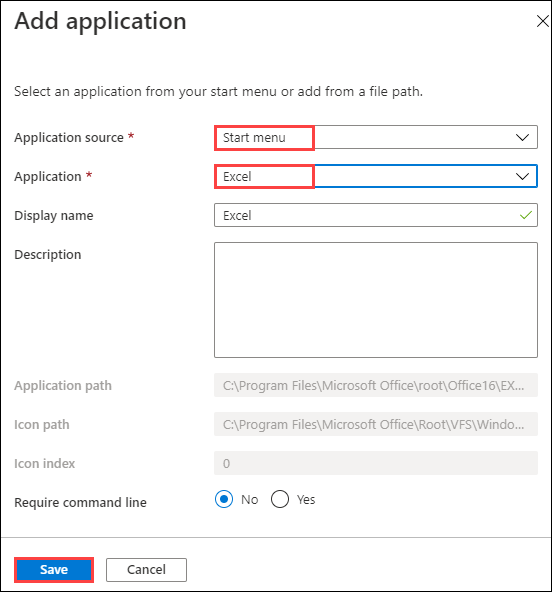 Add application
Select an application from your start menu or add from a file path.
Application source *
Start menu
Application *
Excel
Display name
Excel
Description
Application path
C:\Program Files\Microsoft Office\root\Office16\EX...
Icon path
C:\Program Files\Microsoft Office\Root\VFS\Windo...
Icon index
0
Require command line
No
Yes
Save
Cancel